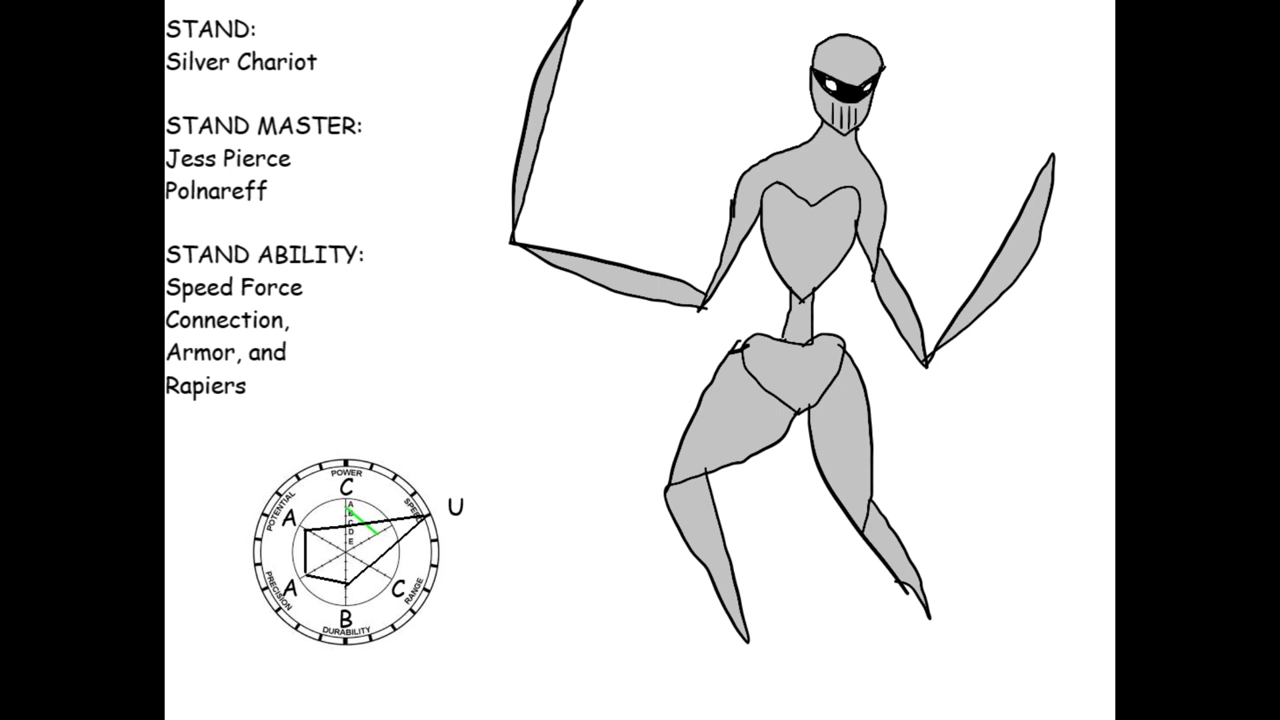 STAND:
Silver Chariot
STAND MASTER:
Jess Pierce
Polnareff
STAND ABILITY:
Speed Force
Connection,
Armor, and
Rapiers
POWER
C
SPEED
U
POTENTIAL
A
A
C
D
E
PRECISION
A
RANGE
C
B
DURABILITY